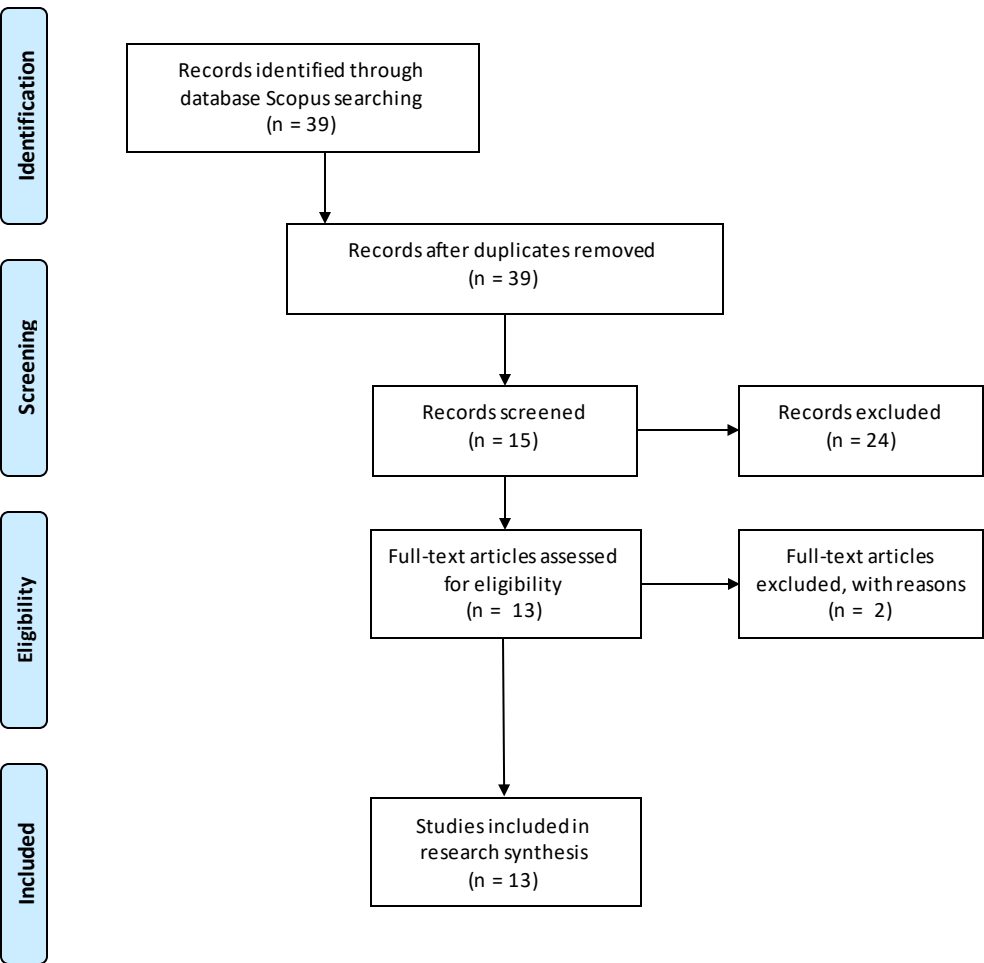 Identification
Records identified through
database Scopus searching
(n = 39)
Records after duplicates removed
(n = 39)
Screening
Records screened
(n = 15)
Records excluded
(n = 24)
Eligibility
Full-text articles assessed
for eligibility
(n = 13)
Full-text articles
excluded, with reasons
(n = 2)
Included
Studies included in
research synthesis
(n = 13)